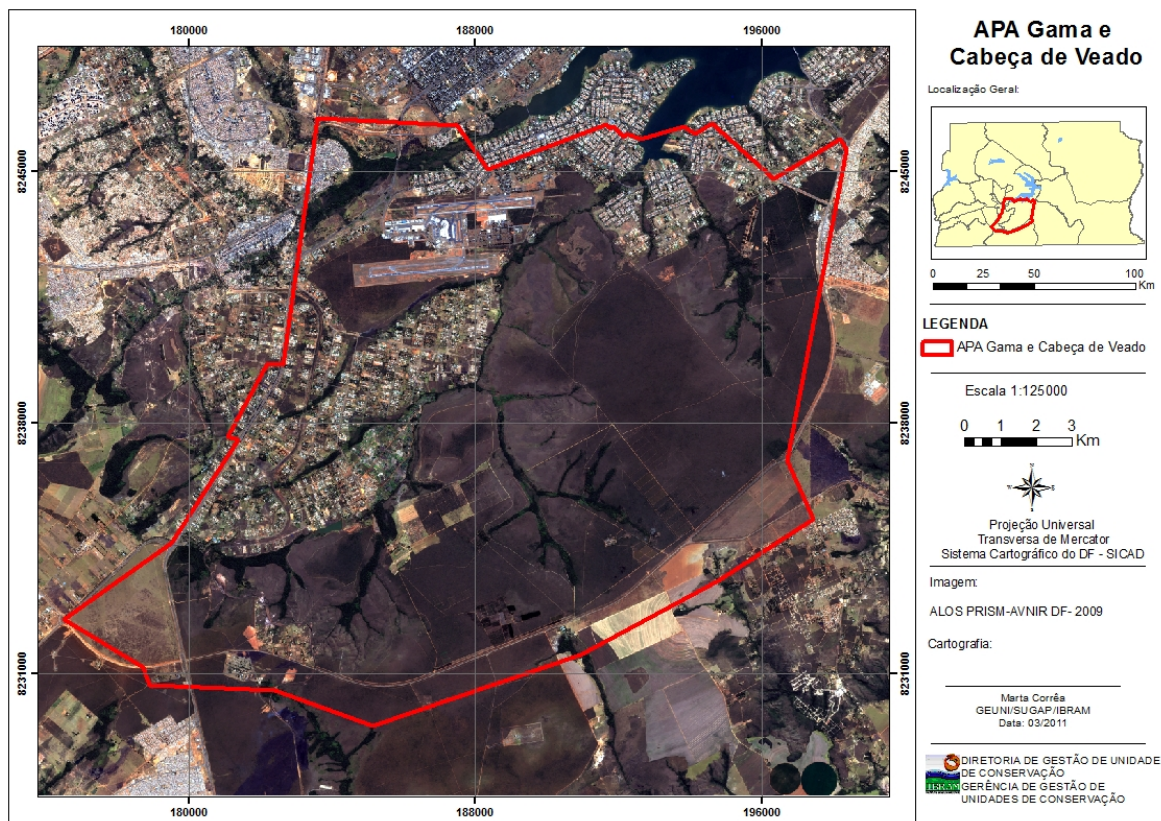 180000
188000
196000
8245000
8245000
8238000
8238000
8231000
8231000
180000
188000
196000
APA Gama e
Cabeça de Veado
Localização Geral:
0 25 50 100
Km
LEGENDA
APA Gama e Cabeça de Veado
Escala 1:125000
0 0,5 1 2 3
Km
N
W E
S
Projeção Universal
Transversa de Mercator
Sistema Cartográfico do DF - SICAD
Imagem:
ALOS PRISM-AVNIR DF- 2009
Cartografia:
Marta Corrêa
GEUNI/SUGAP/IBRAM
Data: 03/2011
DIRETORIA DE GESTÃO DE UNIDADE
DE CONSERVAÇÃO
GERÊNCIA DE GESTÃO DE
UNIDADES DE CONSERVAÇÃO
IBRAM